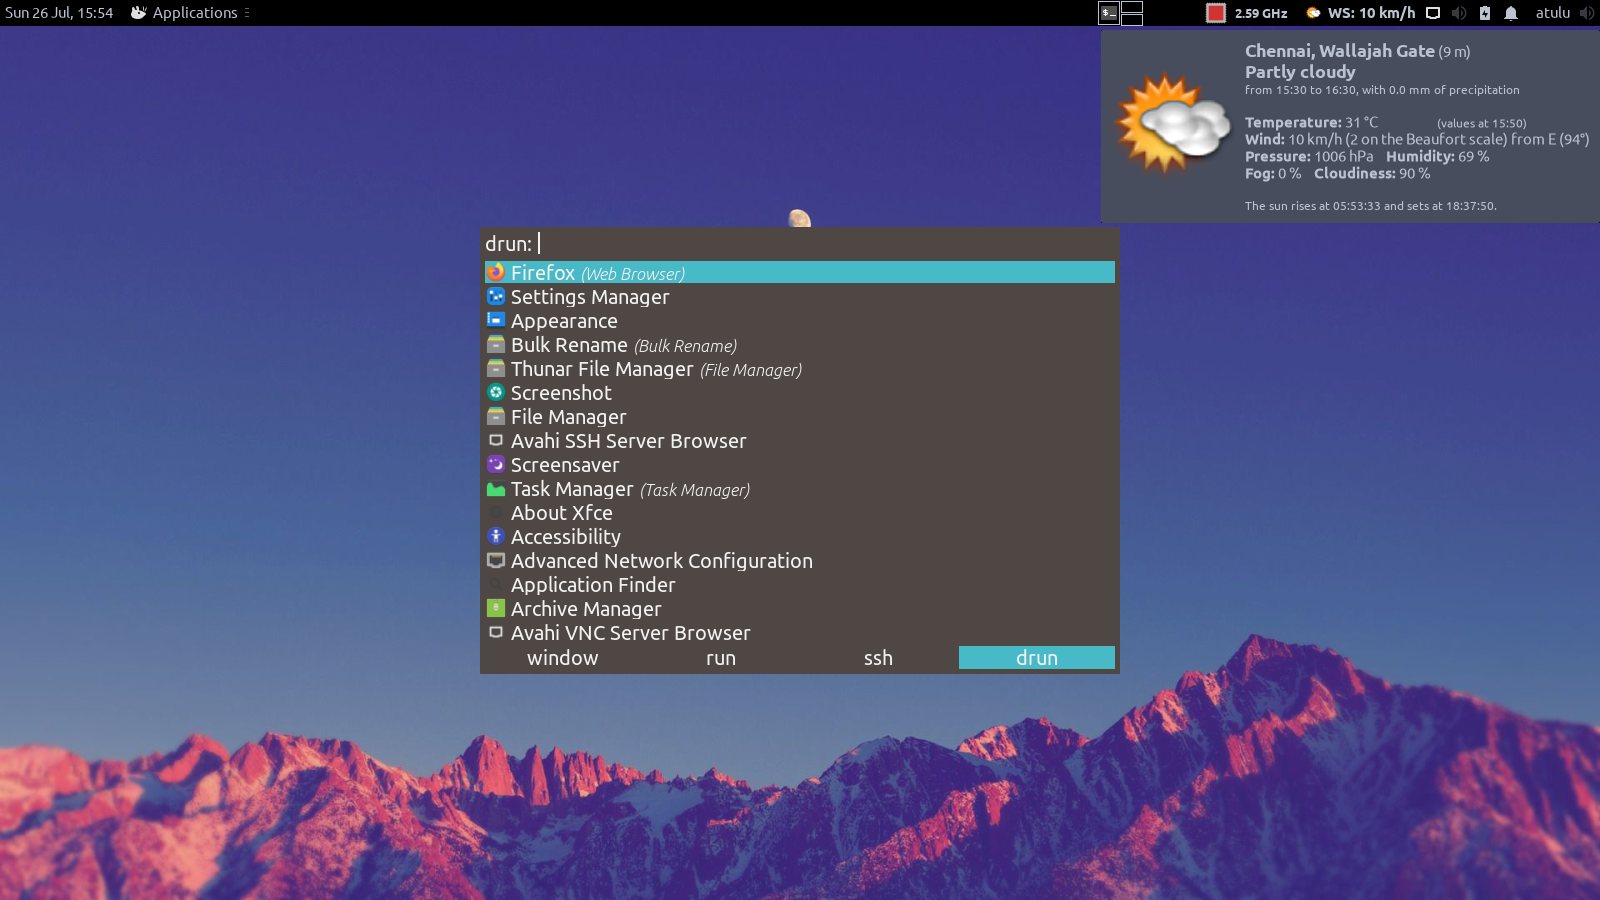 Sun 26 Jul, 15:54 Applications 2.59 GHz WS: 10 km/h atulu
Chennai, Wallajah Gate (9 m)
Partly cloudy
from 15:30 to 16:30, with 0.0 mm of precipitation
Temperature: 31 °C (values at 15:50)
Wind: 10 km/h (2 on the Beaufort scale) from E (94°)
Pressure: 1006 hPa Humidity: 69 %
Fog: 0 % Cloudiness: 90 %
The sun rises at 05:53:33 and sets at 18:37:50.
drun:
Firefox (Web Browser)
Settings Manager
Appearance
Bulk Rename (Bulk Rename)
Thunar File Manager (File Manager)
Screenshot
File Manager
Avahi SSH Server Browser
Screensaver
Task Manager (Task Manager)
About Xfce
Accessibility
Advanced Network Configuration
Application Finder
Archive Manager
Avahi VNC Server Browser
window run ssh drun